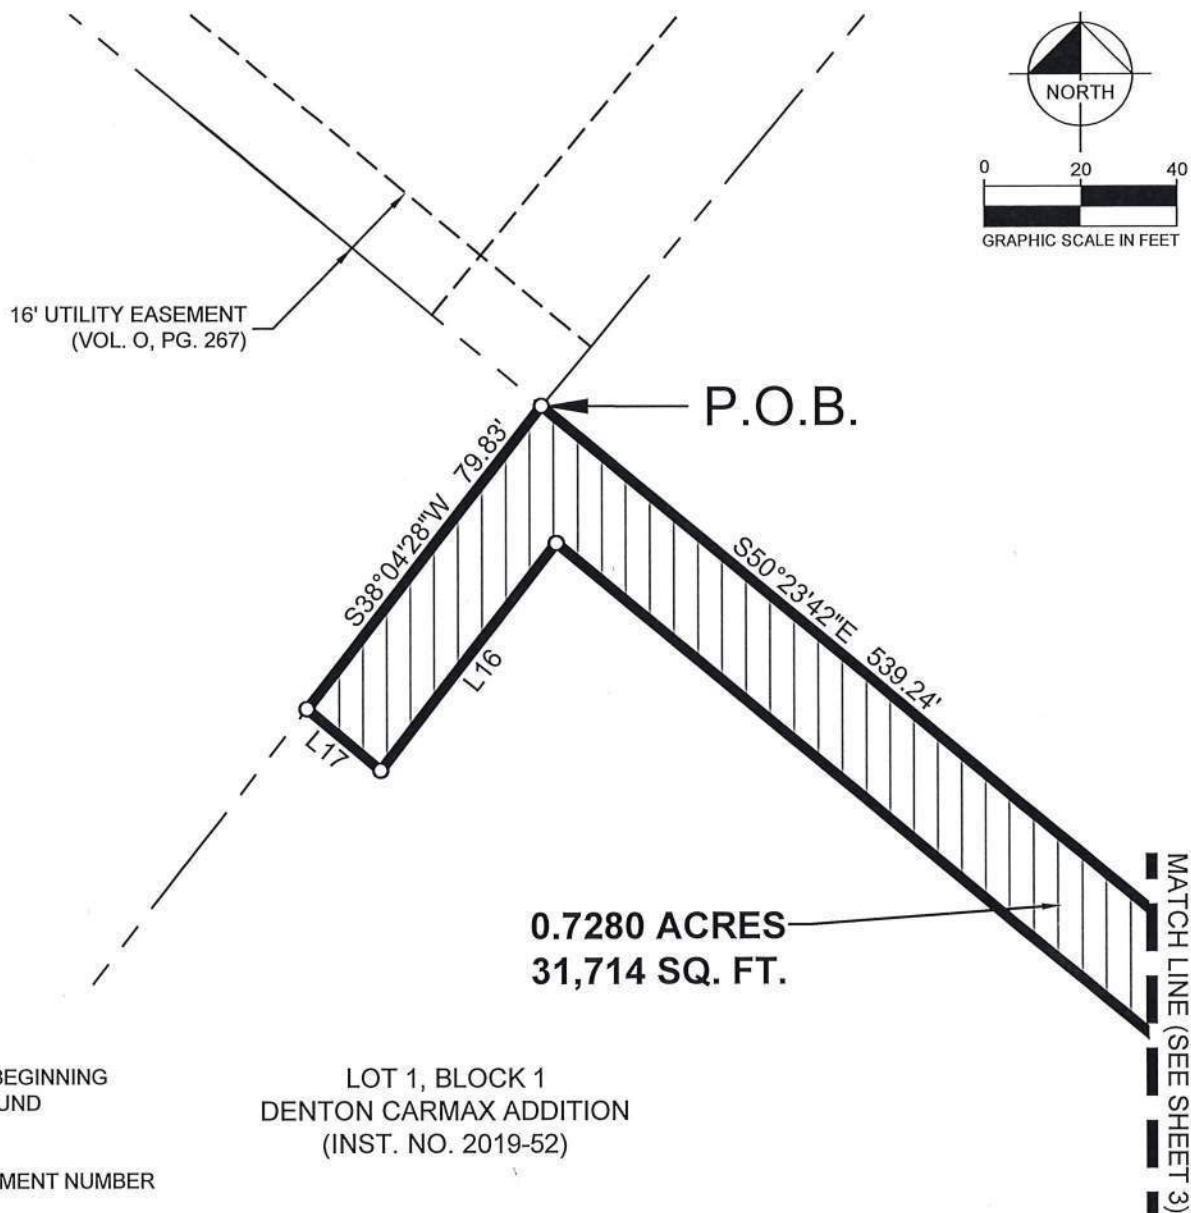 NORTH
0 20 40
GRAPHIC SCALE IN FEET
16' UTILITY EASEMENT
(VOL. O, PG. 267)
P.O.B.
S38°04'28"W 79.83'
S50°23'42"E 539.24'
L16
L17
0.7280 ACRES
31,714 SQ. FT.
MATCH LINE (SEE SHEET 3)
BEGINNING
UND
MENT NUMBER
LOT 1, BLOCK 1
DENTON CARMAX ADDITION
(INST. NO. 2019-52)